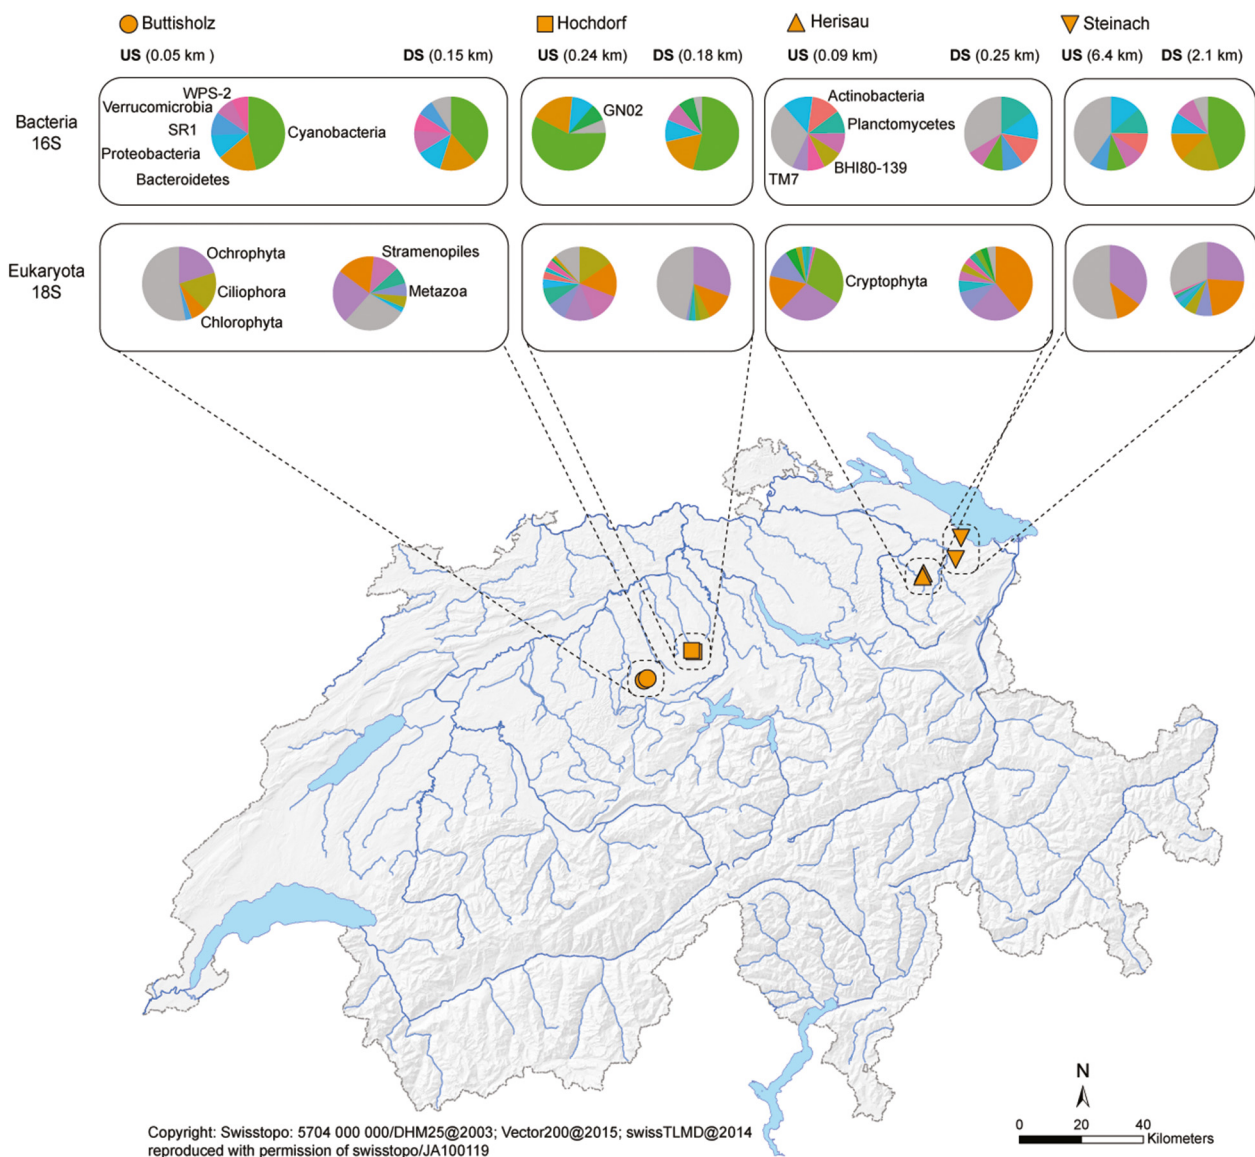 Buttisholz
Hochdorf
Herisau
Steinach
US (0.05 km )
DS (0.15 km)
US (0.24 km)
DS (0.18 km)
US (0.09 km)
DS (0.25 km)
US (6.4 km)
DS (2.1 km)
Bacteria
16S
WPS-2
Verrucomicrobia
SR1
Proteobacteria
Bacteroidetes
Cyanobacteria
GN02
Actinobacteria
Planctomycetes
BHI80-139
TM7
Eukaryota
18S
Ochrophyta
Ciliophora
Chlorophyta
Stramenopiles
Metazoa
Cryptophyta
N
0 20 40
Kilometers
Copyright: Swisstopo: 5704 000 000/DHM25@2003; Vector200@2015; swissTLMD@2014
reproduced with permission of swisstopo/JA100119